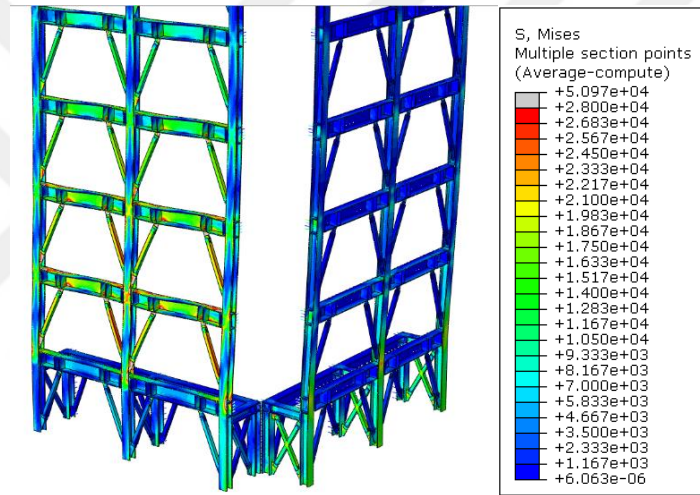 S, Mises
Multiple section points
(Average-compute)
+5.097e+04
+2.800e+04
+2.683e+04
+2.567e+04
+2.450e+04
+2.333e+04
+2.217e+04
+2.100e+04
+1.983e+04
+1.867e+04
+1.750e+04
+1.633e+04
+1.517e+04
+1.400e+04
+1.283e+04
+1.167e+04
+1.050e+04
+9.333e+03
+8.167e+03
+7.000e+03
+5.833e+03
+4.667e+03
+3.500e+03
+2.333e+03
+1.167e+03
+6.063e-06